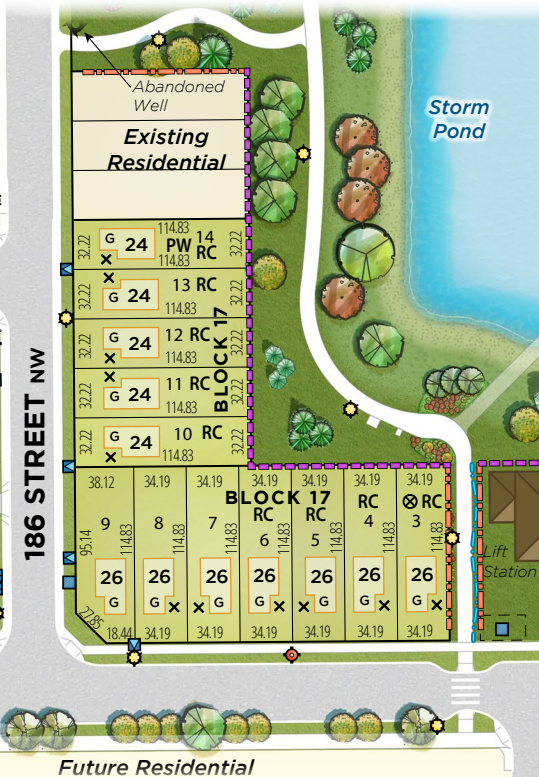 Abandoned
Well
Storm
Pond
Existing
Residential
186 STREET NW
114.83
32.22 G 24 PW 14 32.22
114.83 RC
32.22 G 24 13 RC 32.22
114.83
32.22 G 24 12 RC 32.22
114.83
32.22 G 24 11 RC 32.22
114.83
32.22 G 24 10 RC 32.22
114.83
BLOCK 17
38.12 34.19 34.19 34.19 34.19 34.19 34.19
BLOCK 17
9 8 7 RC 6 RC 5 RC 4 RC 3
95.14 114.83 114.83 114.83 114.83 114.83 114.83
26 26 26 26 26 26 26
G G G G G G G
27.85
18.44 34.19 34.19 34.19 34.19 34.19 34.19
Lift
Station
Future Residential